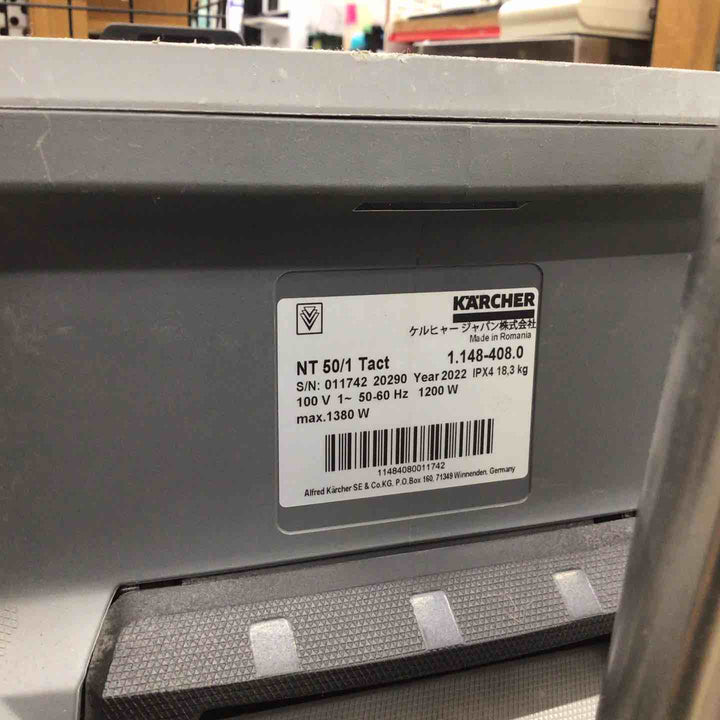 KÄRCHER
ケルヒャー ジャパン株式会社
Made in Romania
NT 50/1 Tact 1.148-408.0
S/N: 011742 20290 Year 2022 IPX4 18,3 kg
100 V 1~ 50-60 Hz 1200 W
max.1380 W
11484080011742
Alfred Kärcher SE & Co.KG, P.O.Box 160, 71349 Winnenden, Germany